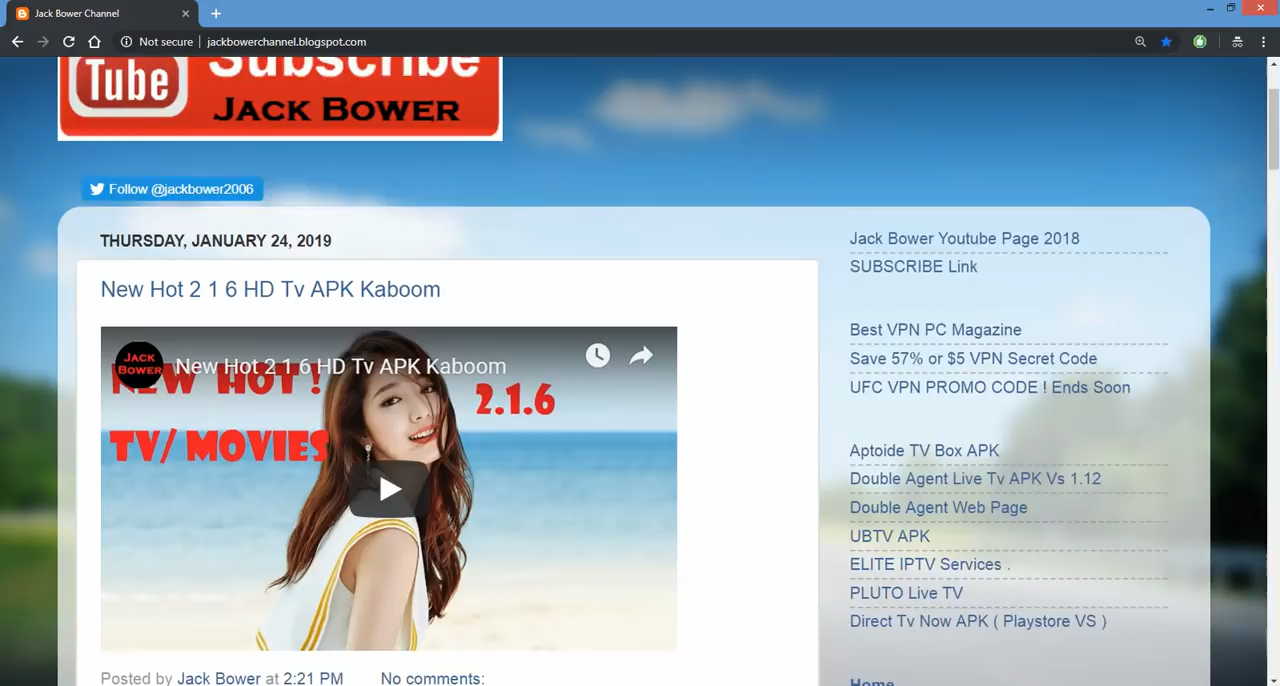 Jack Bower Channel
Not secure
jackbowerchannel.blogspot.com
Tube
Subscribe
JACK BOWER
Follow @jackbower2006
THURSDAY, JANUARY 24, 2019
New Hot 2 1 6 HD Tv APK Kaboom
JACK
BOWER
New Hot 2 1 6 HD Tv APK Kaboom
NEW HOT !
2.1.6
TV/ MOVIES
Posted by Jack Bower at 2:21 PM
No comments:
Jack Bower Youtube Page 2018
SUBSCRIBE Link
Best VPN PC Magazine
Save 57% or $5 VPN Secret Code
UFC VPN PROMO CODE ! Ends Soon
Aptoide TV Box APK
Double Agent Live Tv APK Vs 1.12
Double Agent Web Page
UBTV APK
ELITE IPTV Services .
PLUTO Live TV
Direct Tv Now APK ( Playstore VS )
Home